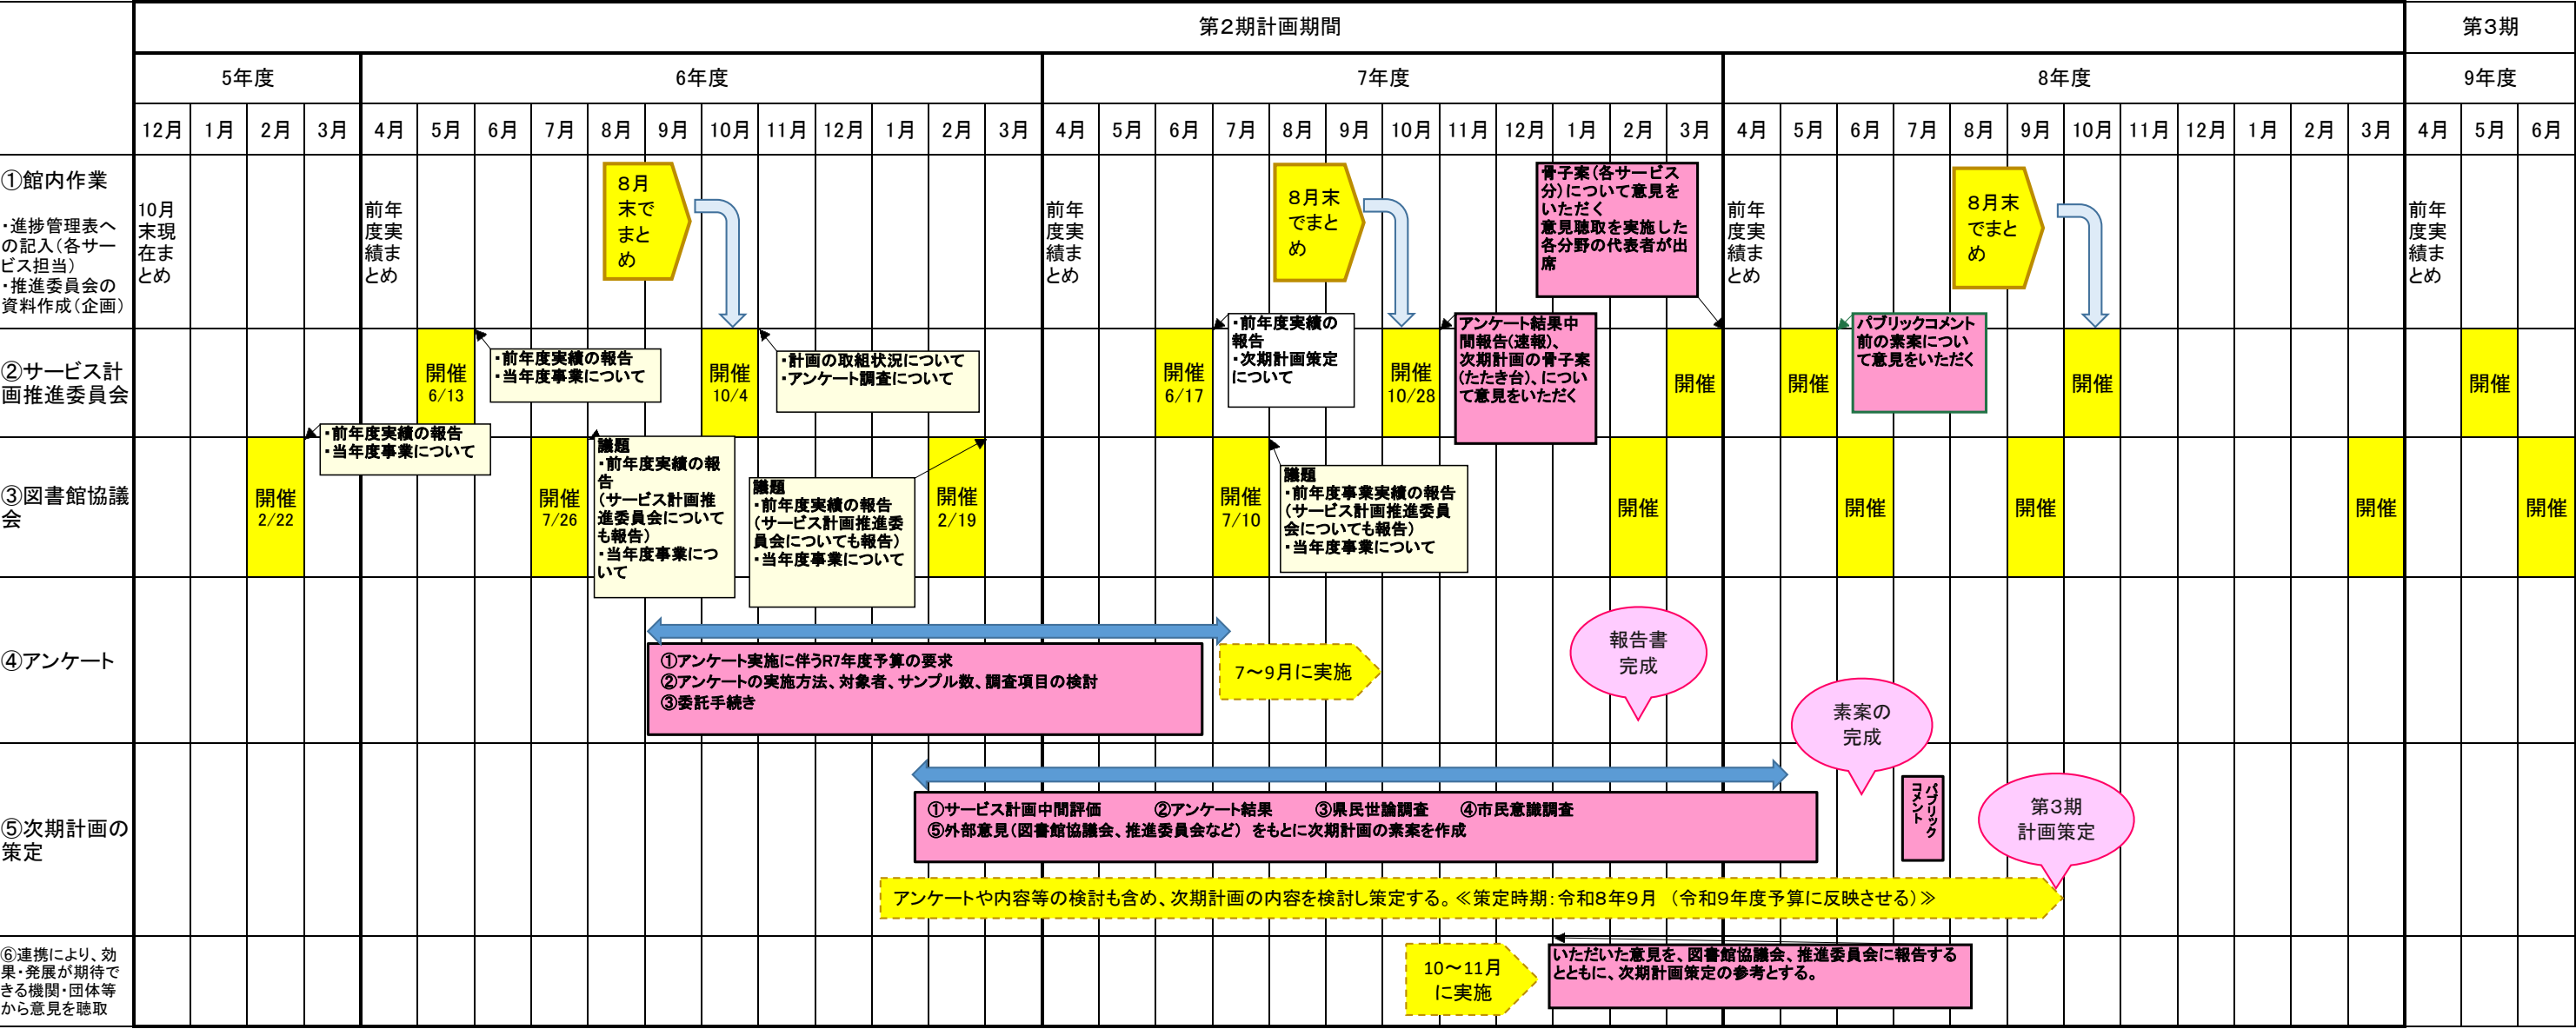 第2期計画期間
第3期
5年度
6年度
7年度
8年度
9年度
12月 1月 2月 3月 4月 5月 6月 7月 8月 9月 10月 11月 12月 1月 2月 3月 4月 5月 6月 7月 8月 9月 10月 11月 12月 1月 2月 3月 4月 5月 6月 7月 8月 9月 10月 11月 12月 1月 2月 3月 4月 5月 6月
①館内作業
・進捗管理表へ
の記入(各サー
ビス担当)
・推進委員会の
資料作成(企画)
10月
末現
在ま
とめ
前年
度実
績ま
とめ
8月
末で
まと
め
前年
度実
績ま
とめ
8月末
でまと
め
骨子案(各サービス
分)について意見を
いただく
意見聴取を実施した
各分野の代表者が出
席
前年
度実
績ま
とめ
8月末
でまと
め
前年
度実
績ま
とめ
②サービス計
画推進委員会
開催
6/13
・前年度実績の報告
・当年度事業について
開催
10/4
・計画の取組状況について
・アンケート調査について
開催
6/17
・前年度実績の
報告
・次期計画策定
について
開催
10/28
アンケート結果中
間報告(速報)、
次期計画の骨子案
(たたき台)、につい
て意見をいただく
開催
開催
パブリックコメント
前の素案につい
て意見をいただく
開催
開催
③図書館協議
会
開催
2/22
・前年度実績の報告
・当年度事業について
開催
7/26
議題
・前年度実績の報
告
(サービス計画推
進委員会について
も報告)
・当年度事業につ
いて
議題
・前年度実績の報告
(サービス計画推進委
員会についても報告)
・当年度事業について
開催
2/19
開催
7/10
議題
・前年度事業実績の報告
(サービス計画推進委員
会についても報告)
・当年度事業について
開催
開催
開催
開催
開催
④アンケート
①アンケート実施に伴うR7年度予算の要求
②アンケートの実施方法、対象者、サンプル数、調査項目の検討
③委託手続き
7～9月に実施
報告書
完成
素案の
完成
⑤次期計画の
策定
①サービス計画中間評価 ②アンケート結果 ③県民世論調査 ④市民意識調査
⑤外部意見(図書館協議会、推進委員会など) をもとに次期計画の素案を作成
パブリック
コメント
第3期
計画策定
アンケートや内容等の検討も含め、次期計画の内容を検討し策定する。≪策定時期:令和8年9月 (令和9年度予算に反映させる)≫
⑥連携により、効
果・発展が期待で
きる機関・団体等
から意見を聴取
10～11月
に実施
いただいた意見を、図書館協議会、推進委員会に報告する
とともに、次期計画策定の参考とする。